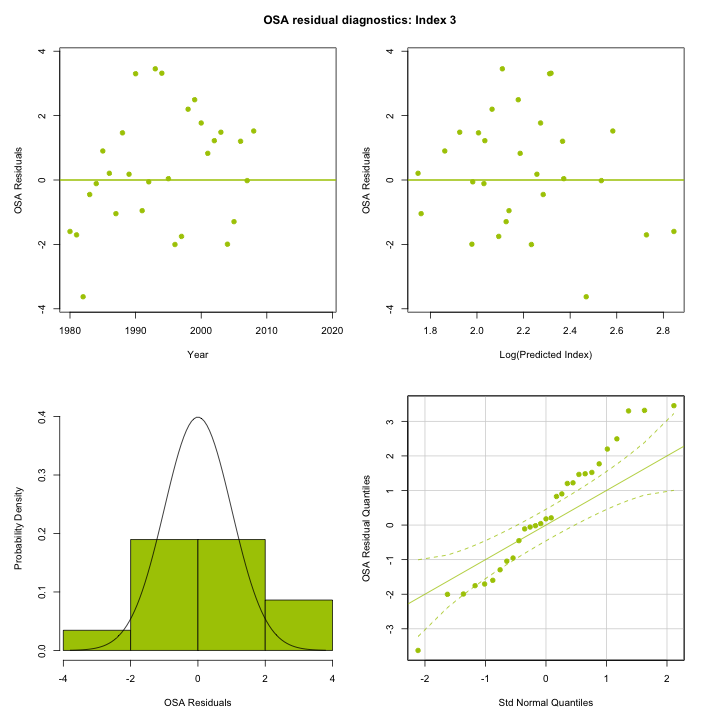 OSA residual diagnostics: Index 3
4
2
0
-2
-4
OSA Residuals
1980 1990 2000 2010 2020
Year
4
2
0
-2
-4
OSA Residuals
1.8 2.0 2.2 2.4 2.6 2.8
Log(Predicted Index)
0.4
0.3
0.2
0.1
0.0
Probability Density
-4 -2 0 2 4
OSA Residuals
3
2
1
0
-1
-2
-3
OSA Residual Quantiles
-2 -1 0 1 2
Std Normal Quantiles